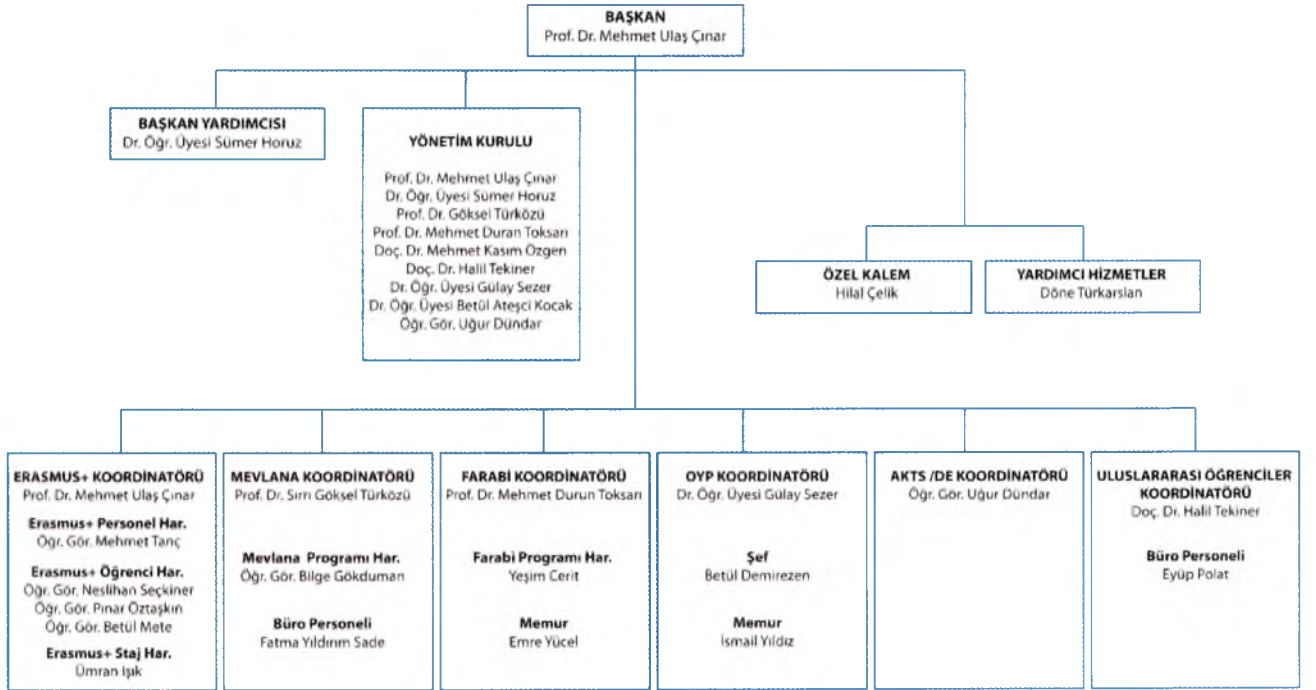 BAŞKAN
Prof. Dr. Mehmet Ulaş Çınar
BAŞKAN YARDIMCISI
Dr. Öğr. Üyesi Sümer Horuz
YÖNETİM KURULU
Prof. Dr. Mehmet Ulaş Çınar
Dr. Öğr. Üyesi Sümer Horuz
Prof. Dr. Göksel Türközü
Prof. Dr. Mehmet Duran Toksarı
Doç. Dr. Mehmet Kasım Özgen
Doç. Dr. Halil Tekiner
Dr. Öğr. Üyesi Gülay Sezer
Dr. Öğr. Üyesi Betül Ateşci Kocak
Öğr. Gör. Uğur Dündar
ÖZEL KALEM
Hilal Çelik
YARDIMCI HİZMETLER
Döne Türkarslan
ERASMUS+ KOORDİNATÖRÜ
Prof. Dr. Mehmet Ulaş Çınar
Erasmus+ Personel Har.
Öğr. Gör. Mehmet Tanç
Erasmus+ Öğrenci Har.
Öğr. Gör. Neslihan Seçkiner
Öğr. Gör. Pınar Öztaşkın
Öğr. Gör. Betül Mete
Erasmus+ Staj Har.
Ümran Işık
MEVLANA KOORDİNATÖRÜ
Prof. Dr. Sırrı Göksel Türközü
Mevlana Programı Har.
Öğr. Gör. Bilge Gökduman
Büro Personeli
Fatma Yıldırım Sade
FARABİ KOORDİNATÖRÜ
Prof. Dr. Mehmet Durun Toksarı
Farabi Programı Har.
Yeşim Cerit
Memur
Emre Yücel
OYP KOORDİNATÖRÜ
Dr. Öğr. Üyesi Gülay Sezer
Şef
Betül Demirezen
Memur
İsmail Yıldız
AKTS /DE KOORDİNATÖRÜ
Öğr. Gör. Uğur Dündar
ULUSLARARASI ÖĞRENCİLER
KOORDİNATÖRÜ
Doç. Dr. Halil Tekiner
Büro Personeli
Eyüp Polat